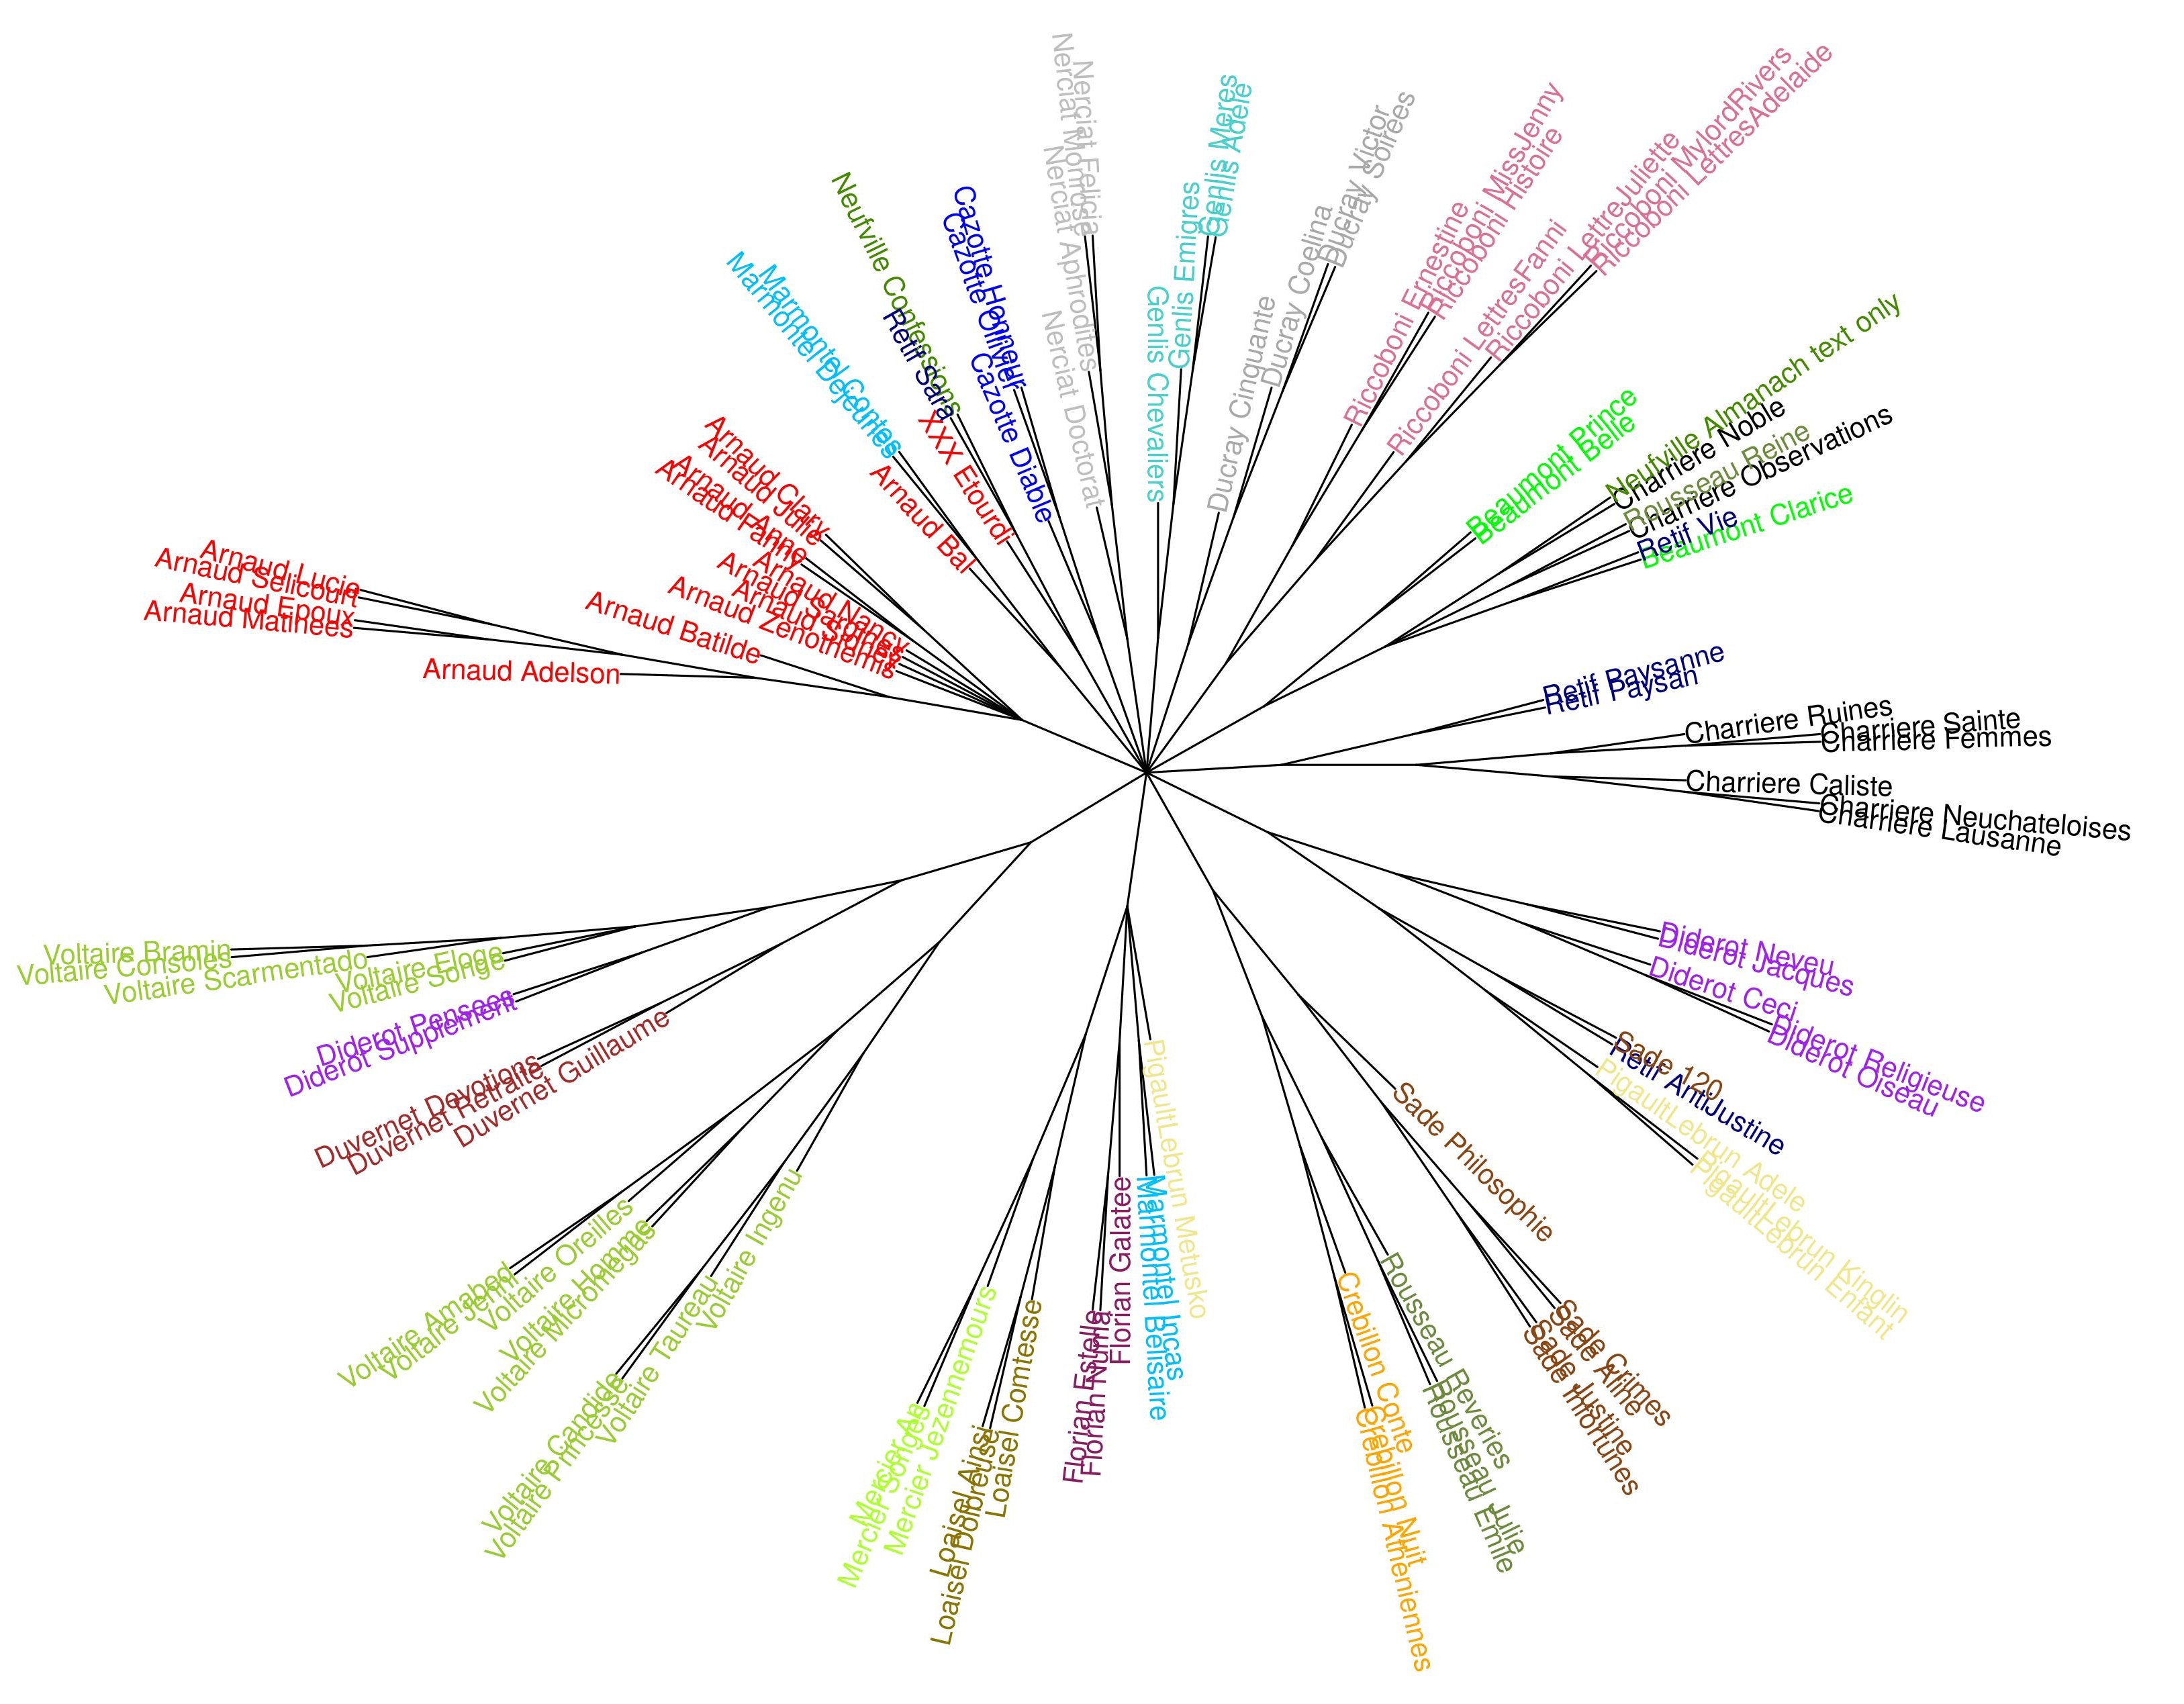 Nerciat Monrose
Nerciat Felicia
Nerciat Aphrodites
Nerciat Doctorat
Genlis Chevaliers
Genlis Emigres
Genlis Meres
Genlis Adele
Ducray Cinquante
Ducray Coelina
Ducray Victor
Ducray Soirees
Riccoboni Ernestine
Riccoboni MissJenny
Riccoboni Histoire
Riccoboni LettresFanni
Riccoboni LettreJuliette
Riccoboni MylordRivers
Riccoboni LettresAdelaide
Beaumont Prince
Beaumont Belle
Neufville Almanach text only
Charriere Noble
Rousseau Reine
Charriere Observations
Retif Vie
Beaumont Clarice
Retif Paysanne
Retif Paysan
Charriere Ruines
Charriere Sainte
Charriere Femmes
Charriere Caliste
Charriere Neuchateloises
Charriere Lausanne
Diderot Neveu
Diderot Jacques
Diderot Ceci
Diderot Religieuse
Diderot Oiseau
Sade 120
Retif AntiJustine
PigaultLebrun Adele
PigaultLebrun Kinglin
PigaultLebrun Enfant
Sade Philosophie
Sade Crimes
Sade Aline
Sade Justine
Sade Infortunes
Rousseau Reveries
Rousseau Julie
Rousseau Emile
Crebillon Conte
Crebillon Nuit
Crebillon Atheniennes
PigaultLebrun Metusko
Marmontel Incas
Marmontel Belisaire
Florian Galatee
Florian Numa
Florian Estelle
Loaisel Comtesse
Loaisel Dolbreuse
Loaisel Ainsi
Mercier Jezennemours
Mercier Songes
Mercier An
Voltaire Ingenu
Voltaire Taureau
Voltaire Princesse
Voltaire Candide
Voltaire Micromegas
Voltaire Homme
Voltaire Oreilles
Voltaire Jenni
Voltaire Amabed
Duvernet Guillaume
Duvernet Retraite
Duvernet Devotions
Diderot Supplement
Diderot Pensees
Voltaire Songe
Voltaire Eloge
Voltaire Scarmentado
Voltaire Consoles
Voltaire Bramin
Arnaud Adelson
Arnaud Matinees
Arnaud Epoux
Arnaud Selicourt
Arnaud Lucie
Arnaud Batilde
Arnaud Zenothemis
Arnaud Sargines
Arnaud Nancy
Arnaud Fanny
Arnaud Anne
Arnaud Julie
Arnaud Clary
Arnaud Bal
Marmontel Dejeunes
Marmontel Contes
XXX Etourdi
Retif Sara
Neufville Confessions
Cazotte Diable
Cazotte Ollivier
Cazotte Honneur